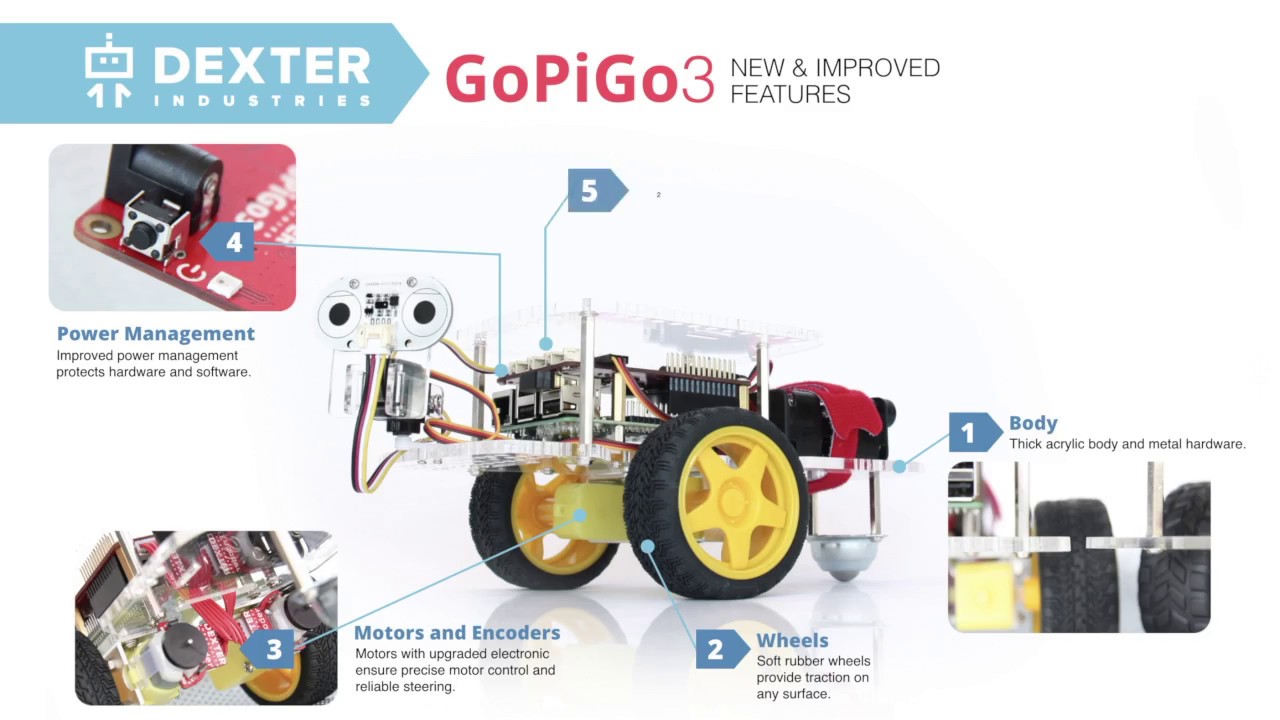 DEXTER
INDUSTRIES
GoPiGo3
NEW & IMPROVED
FEATURES
5
2
4
Power Management
Improved power management
protects hardware and software.
1
Body
Thick acrylic body and metal hardware.
3
Motors and Encoders
Motors with upgraded electronic
ensure precise motor control and
reliable steering.
2
Wheels
Soft rubber wheels
provide traction on
any surface.
DEXTER